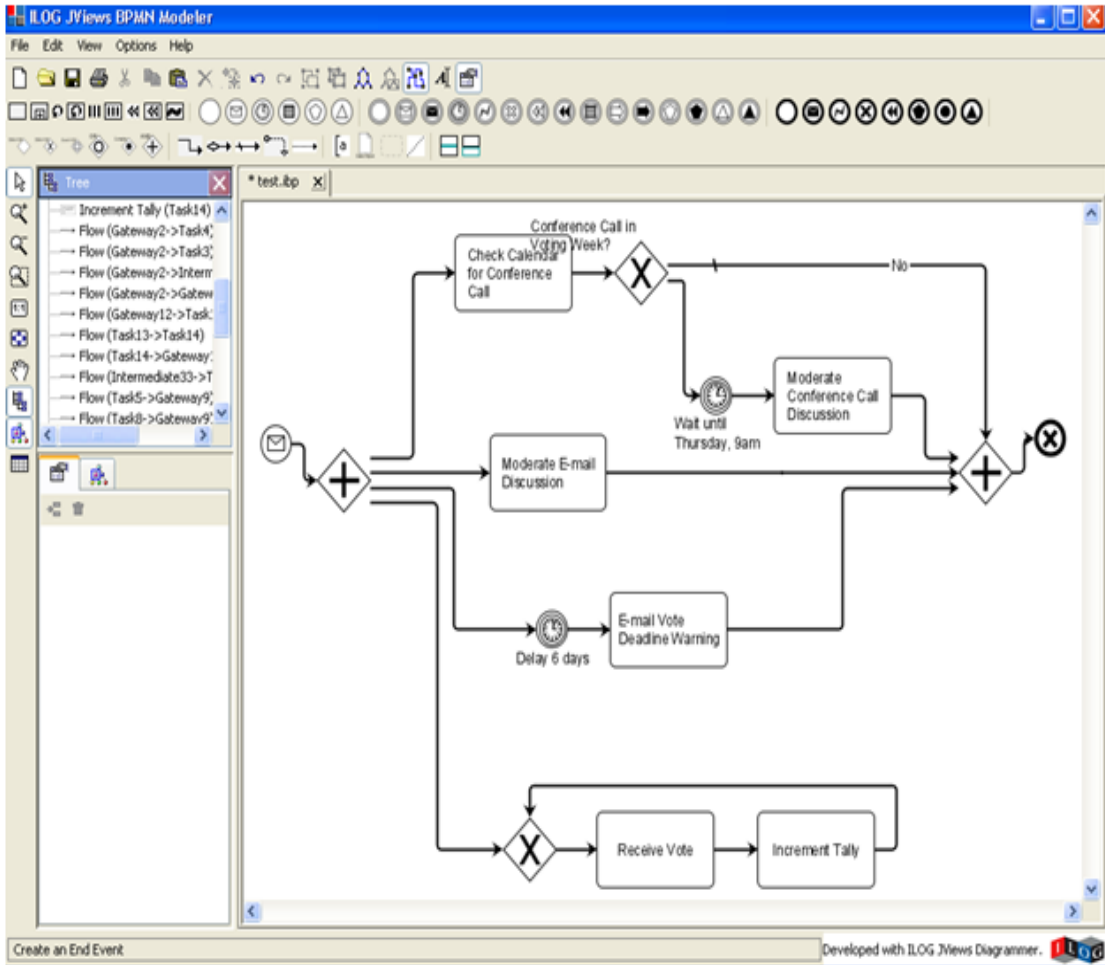 ILOG JViews BPMN Modeler
File Edit View Options Help
Tree
* test.ibp
Increment Tally (Task14)
Flow (Gateway2->Task4)
Flow (Gateway2->Task3)
Flow (Gateway2->Interm
Flow (Gateway2->Gatew
Flow (Gateway12->Task
Flow (Task13->Task14)
Flow (Task14->Gateway
Flow (Intermediate33->T
Flow (Task5->Gateway9)
Flow (Task8->Gateway9)
Conference Call in
Voting Week?
Check Calendar
for Conference
Call
No
Moderate
Conference Call
Discussion
Wait until
Thursday, 9am
Moderate E-mail
Discussion
E-mail Vote
Deadline Warning
Delay 6 days
Receive Vote
Increment Tally
Create an End Event
Developed with ILOG JViews Diagrammer.
ILOG